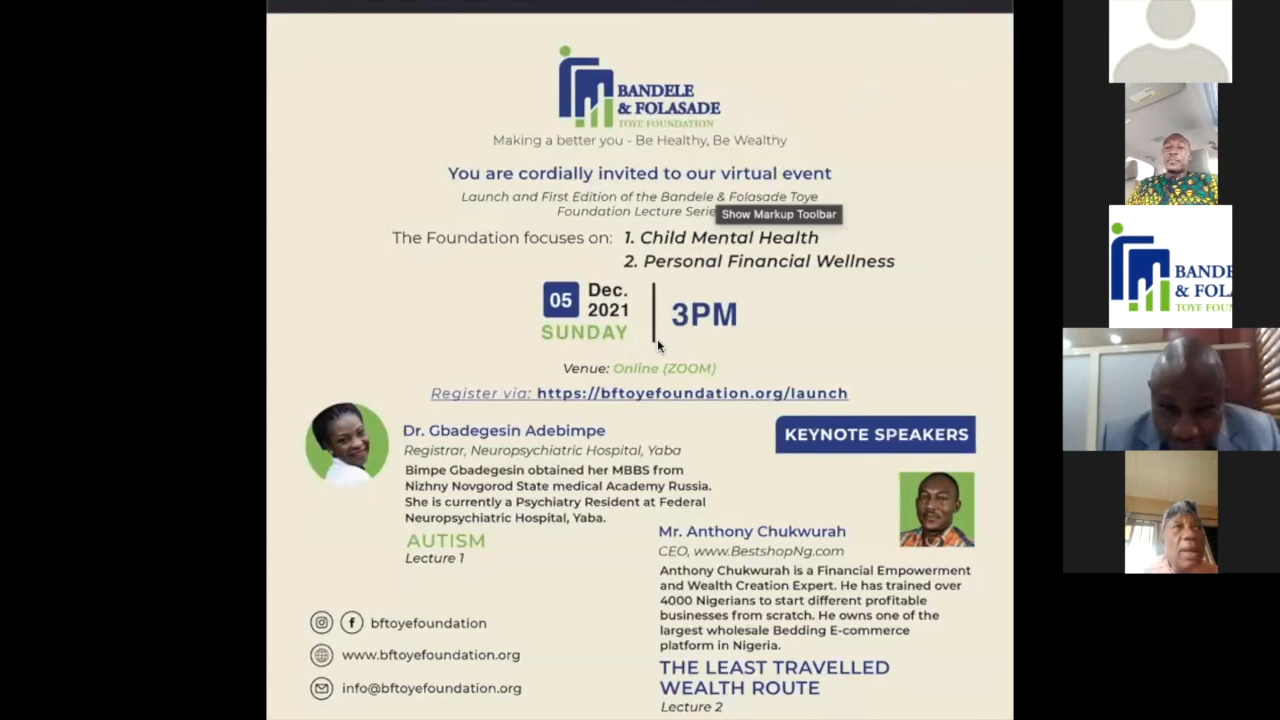 BANDELE
& FOLASADE
TOYE FOUNDATION
Making a better you - Be Healthy, Be Wealthy
You are cordially invited to our virtual event
Launch and First Edition of the Bandele & Folasade Toye
Foundation Lecture Serie
Show Markup Toolbar
The Foundation focuses on: 1. Child Mental Health
2. Personal Financial Wellness
05 Dec. 2021
SUNDAY
3PM
Venue: Online (ZOOM)
Register via: https://bftoyefoundation.org/launch
KEYNOTE SPEAKERS
Dr. Gbadegesin Adebimpe
Registrar, Neuropsychiatric Hospital, Yaba
Bimpe Gbadegesin obtained her MBBS from
Nizhny Novgorod State medical Academy Russia.
She is currently a Psychiatry Resident at Federal
Neuropsychiatric Hospital, Yaba.
AUTISM
Lecture 1
Mr. Anthony Chukwurah
CEO, www.BestshopNg.com
Anthony Chukwurah is a Financial Empowerment
and Wealth Creation Expert. He has trained over
4000 Nigerians to start different profitable
businesses from scratch. He owns one of the
largest wholesale Bedding E-commerce
platform in Nigeria.
THE LEAST TRAVELLED
WEALTH ROUTE
Lecture 2
bftoyefoundation
www.bftoyefoundation.org
info@bftoyefoundation.org
BANDE
& FOL
TOYE FOUN